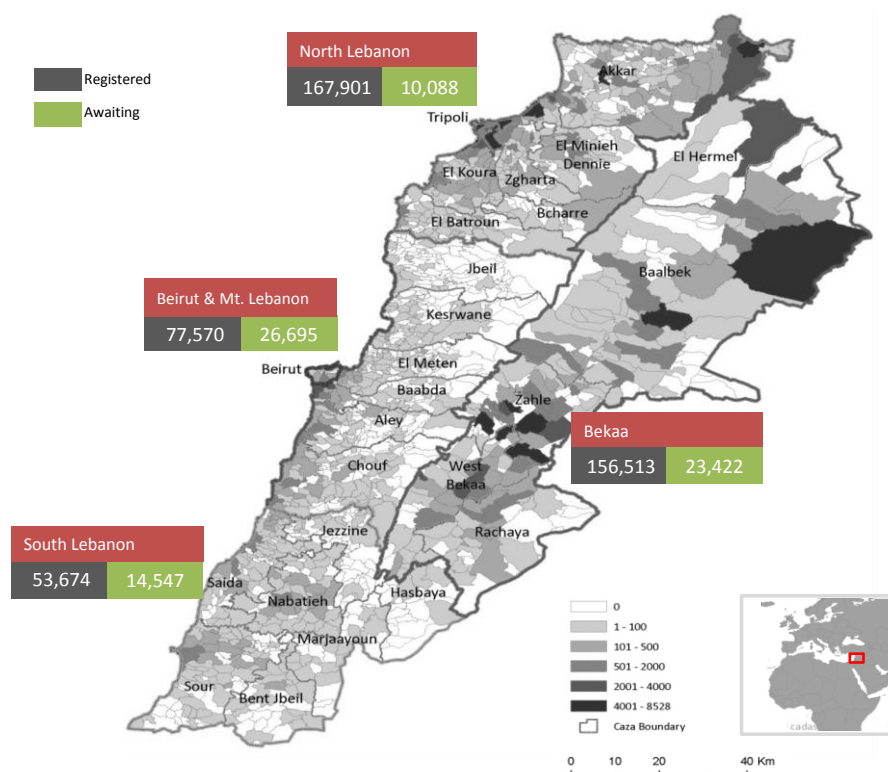 North Lebanon
167,901 10,088
Registered
Awaiting
Akkar
Tripoli
El Minieh
Dennie
El Hermel
El Koura
Zgharta
Bcharre
El Batroun
Jbeil
Baalbek
Beirut & Mt. Lebanon
77,570 26,695
Kesrwane
El Meten
Beirut
Baabda
Zahle
Aley
Bekaa
156,513 23,422
Chouf
West
Bekaa
Jezzine
Rachaya
South Lebanon
53,674 14,547
Saida
Hasbaya
Nabatieh
Marjaayoun
Sour
Bent Jbeil
0
1 - 100
101 - 500
501 - 2000
2001 - 4000
4001 - 8528
Caza Boundary
cadas
0 10 20 40 Km